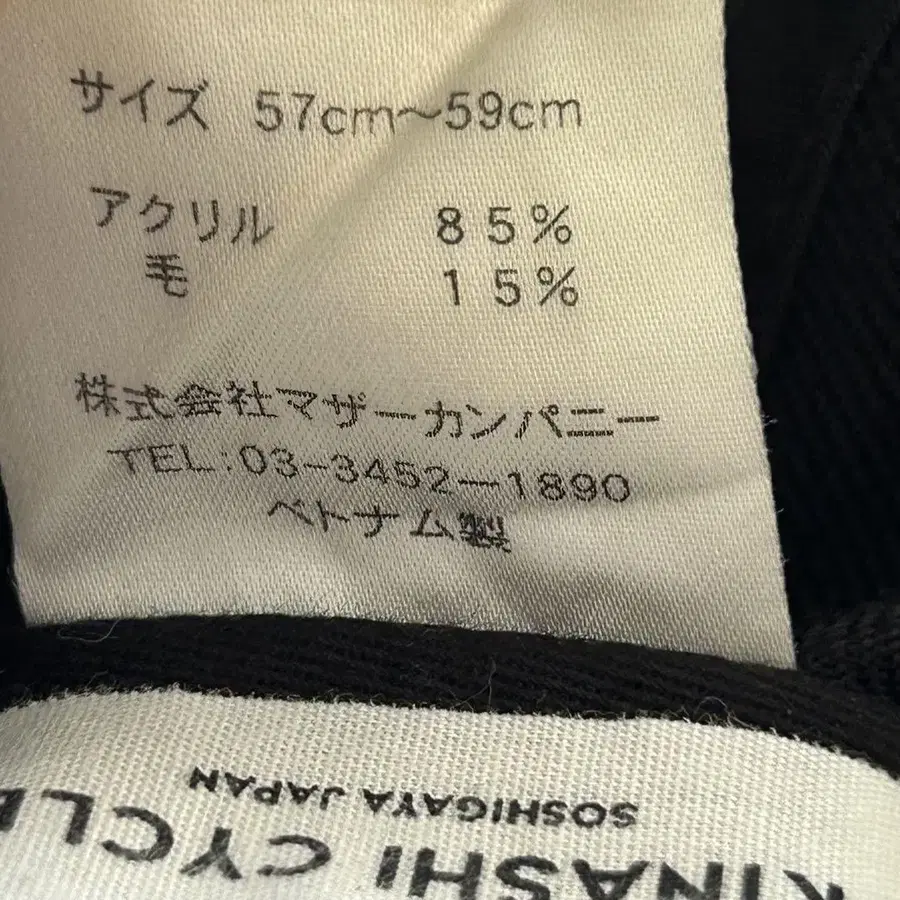 サイズ 57cm～59cm
アクリル 85%
毛 15%
株式会社マザーカンパニー
TEL:03-3452-1890
ベトナム製
KINASHI CYCLE
SOSHIGAYA JAPAN